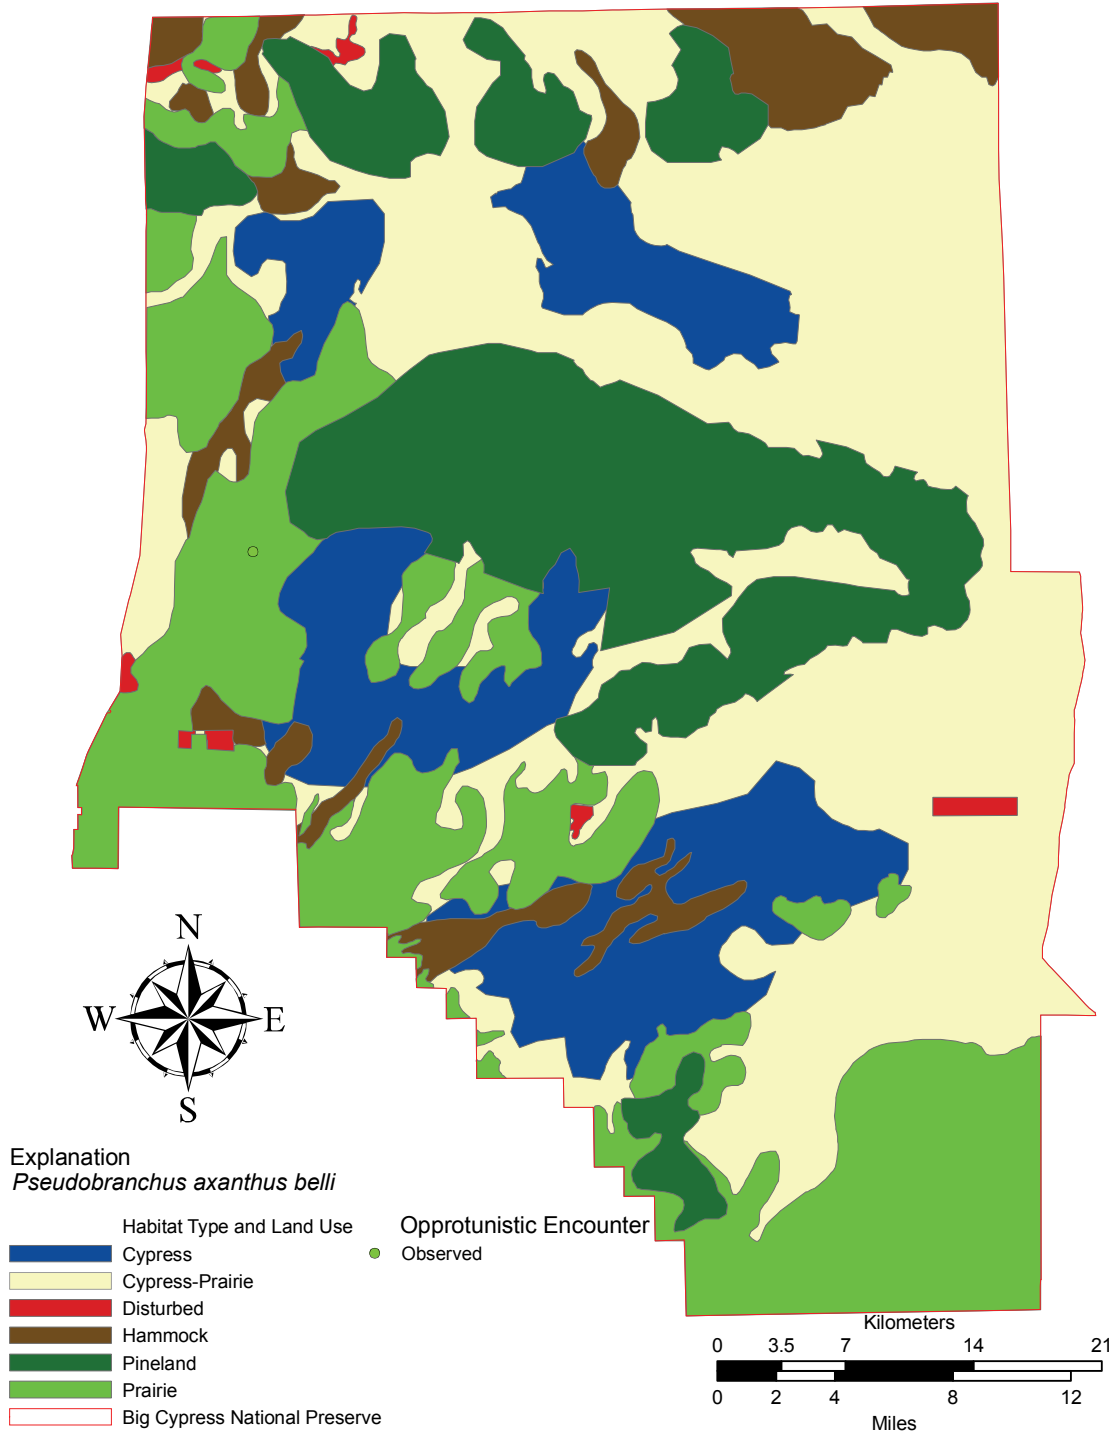 N
W E
S
Explanation
Pseudobranchus axanthus belli
Habitat Type and Land Use
Cypress
Cypress-Prairie
Disturbed
Hammock
Pineland
Prairie
Big Cypress National Preserve
Opprotunistic Encounter
Observed
Kilometers
0 3.5 7 14 21
0 2 4 8 12
Miles